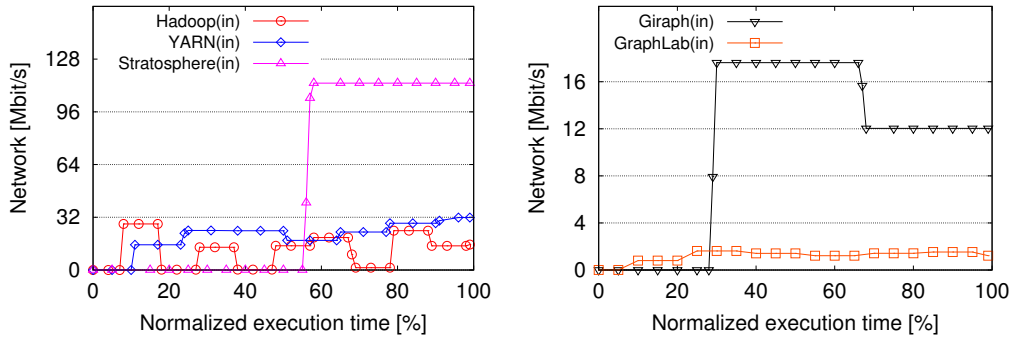 Hadoop(in)
YARN(in)
Stratosphere(in)
Network [Mbit/s]
128
96
64
32
0
0 20 40 60 80 100
Normalized execution time [%]
Giraph(in)
GraphLab(in)
Network [Mbit/s]
16
12
8
4
0
0 20 40 60 80 100
Normalized execution time [%]